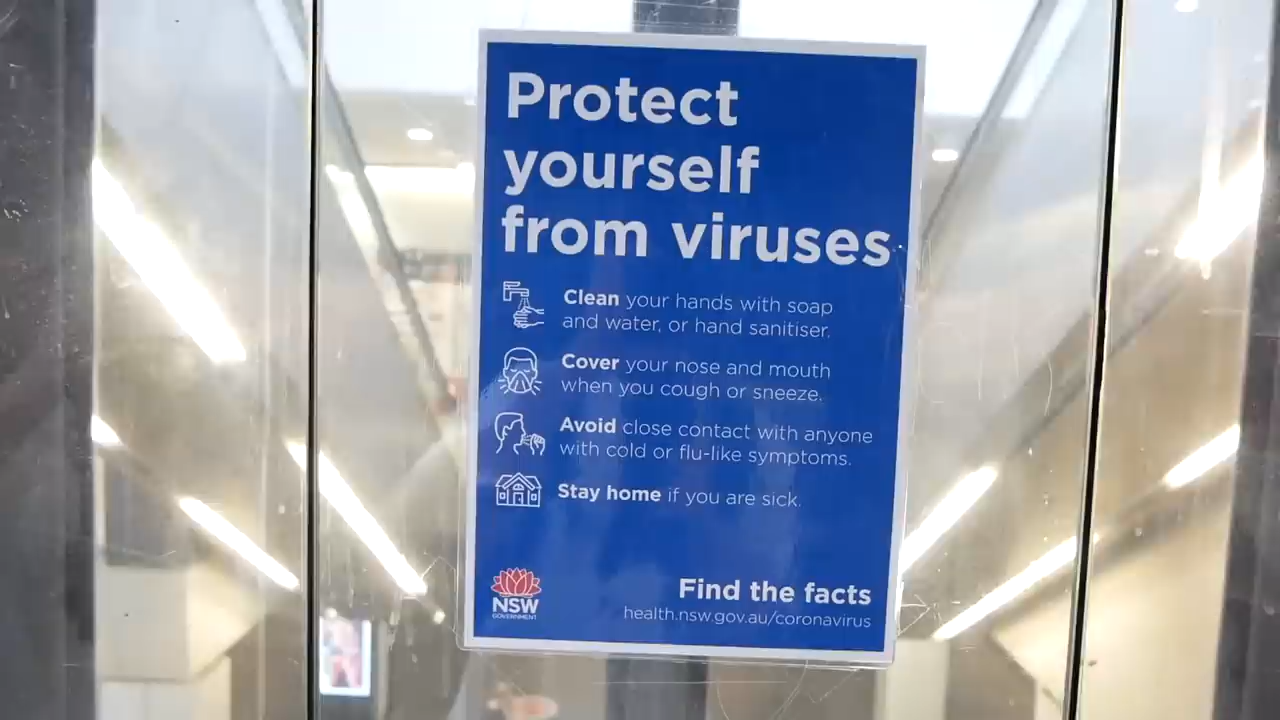 Protect
yourself
from viruses
Clean your hands with soap
and water, or hand sanitiser.
Cover your nose and mouth
when you cough or sneeze.
Avoid close contact with anyone
with cold or flu-like symptoms.
Stay home if you are sick.
NSW
GOVERNMENT
Find the facts
health.nsw.gov.au/coronavirus